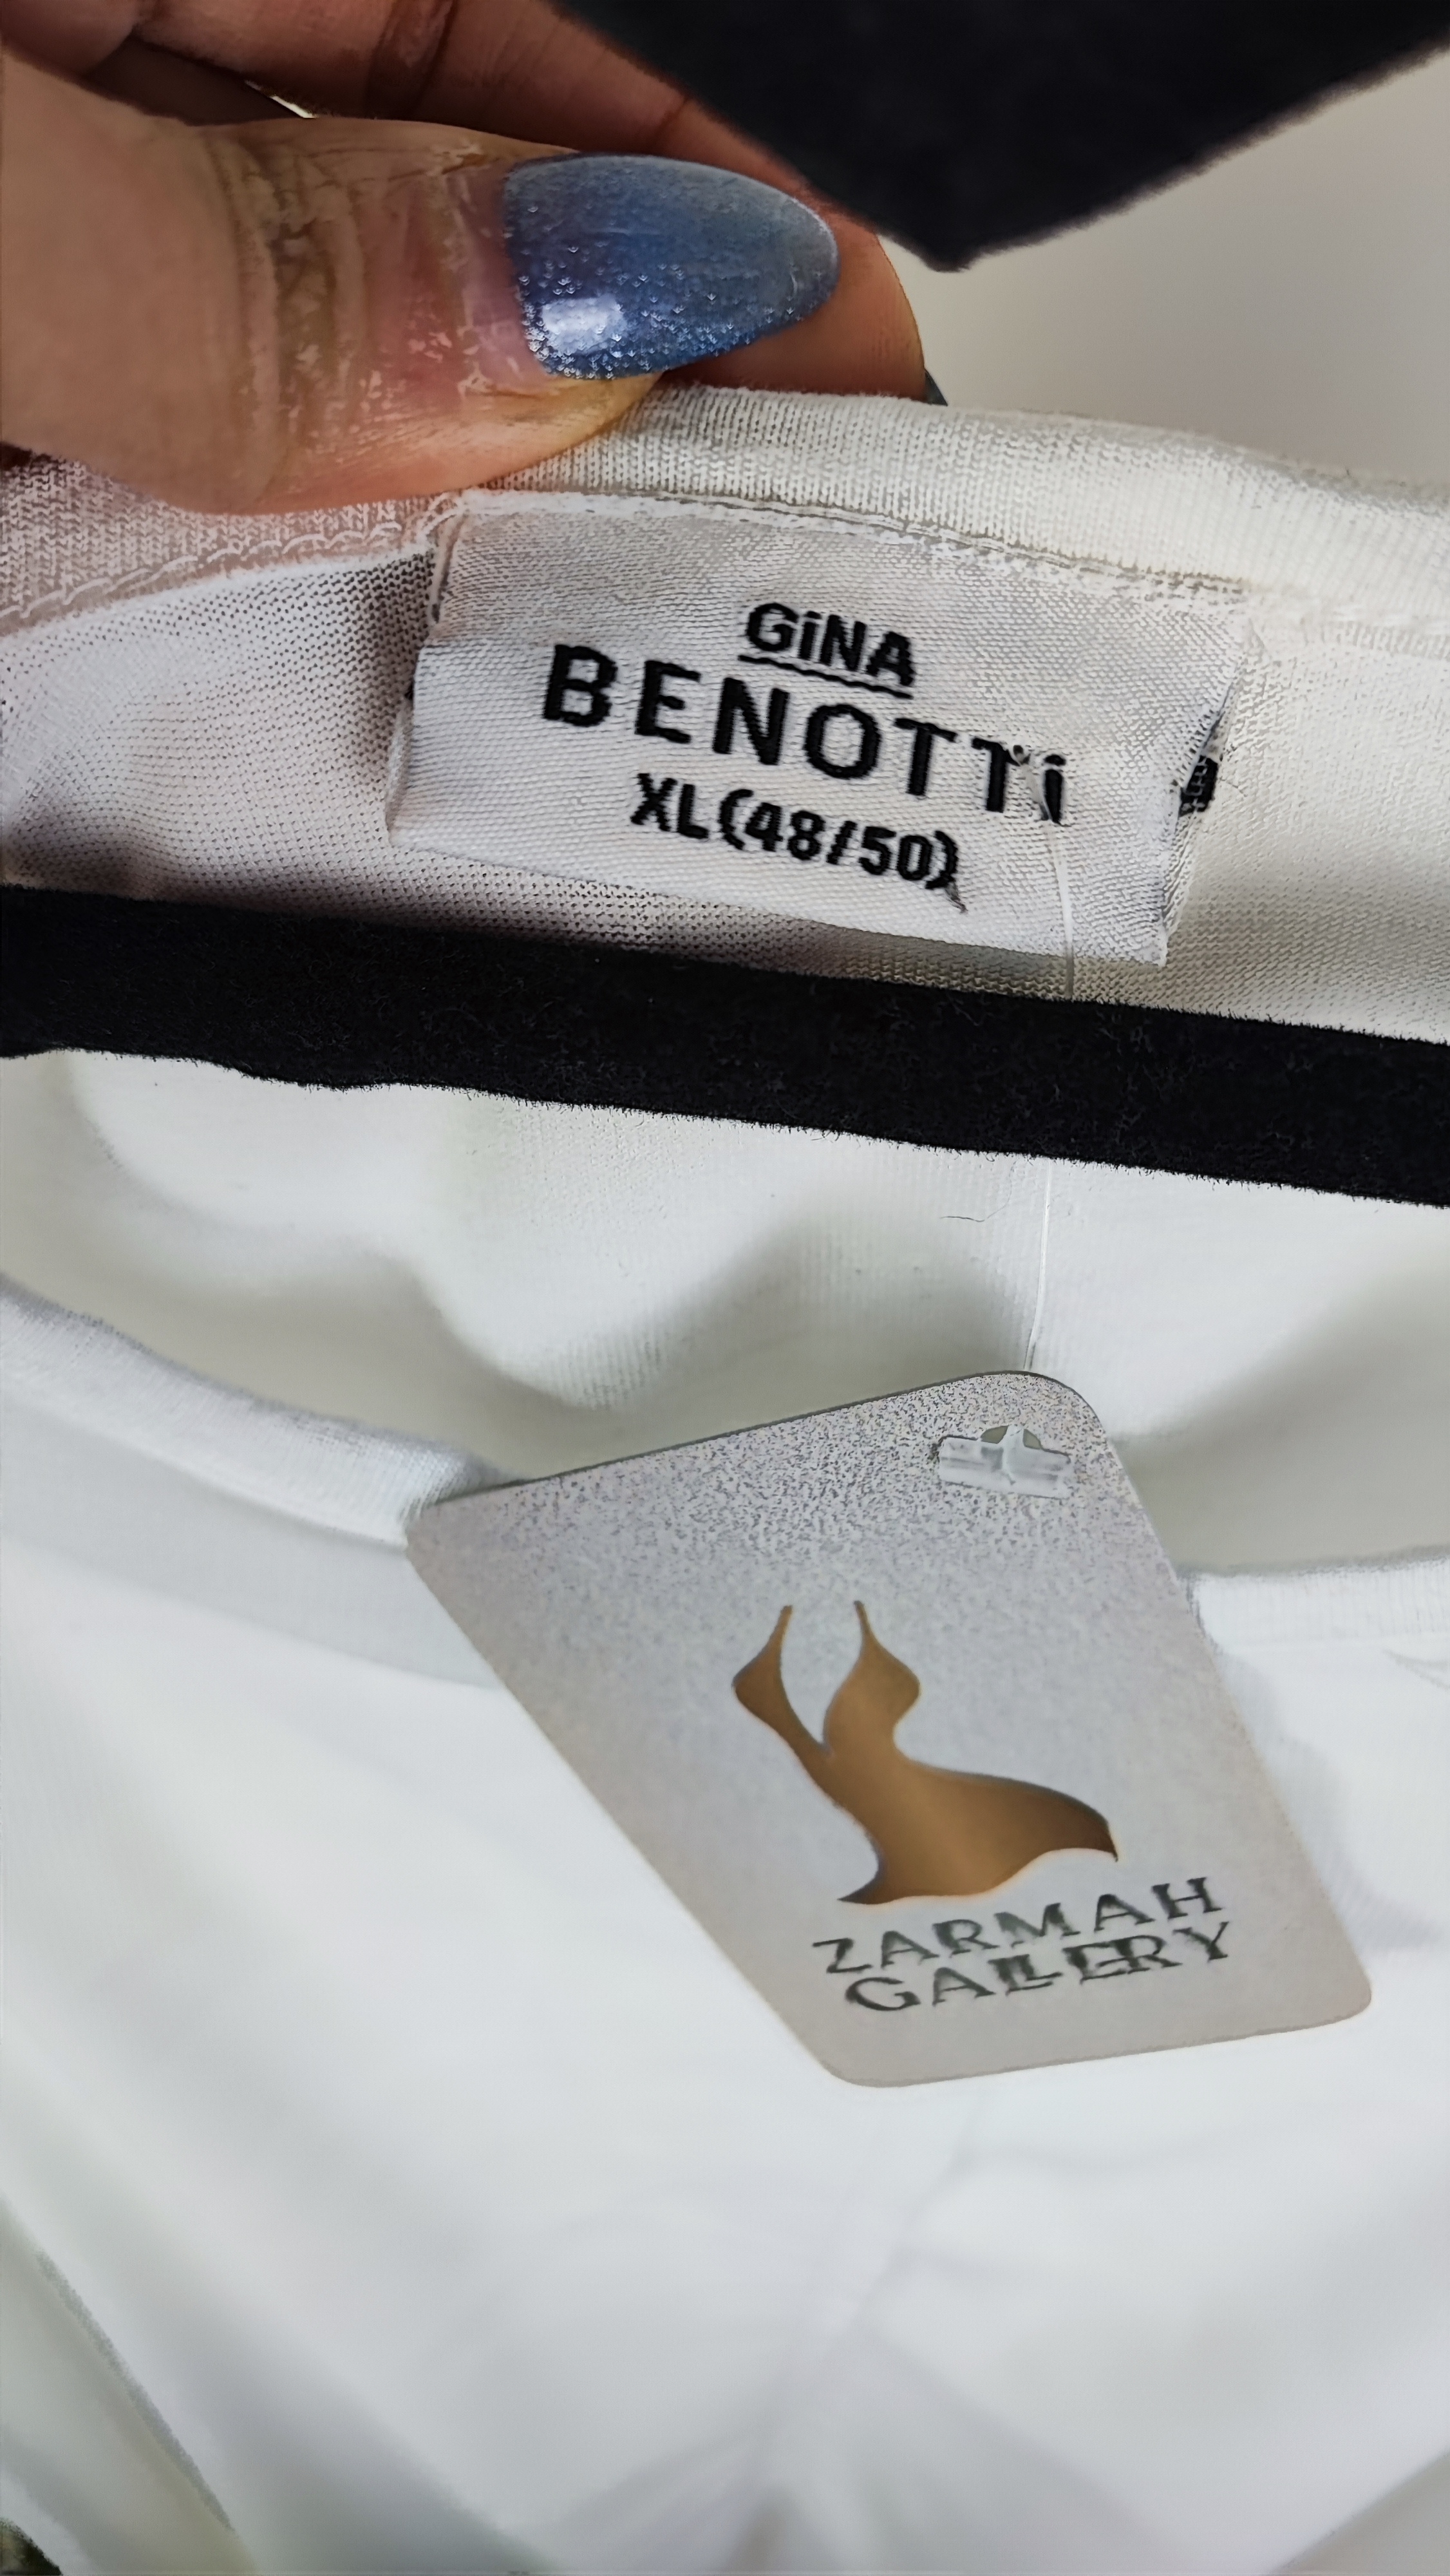 GiNA
BENOTTi
XL(48/50)
ZARMAH
GALLERY